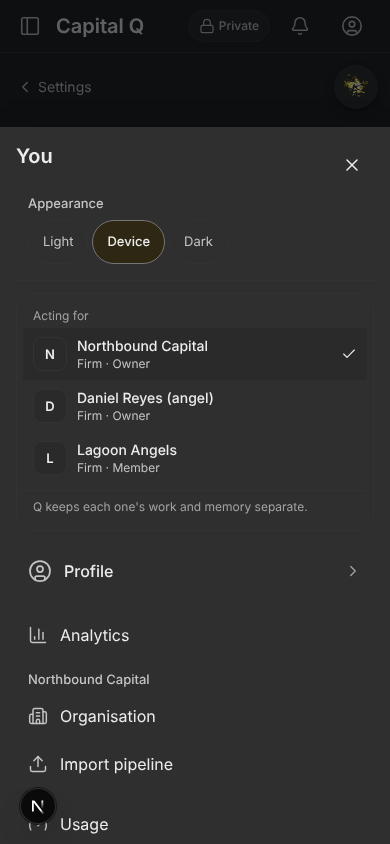 Capital Q
Private
Settings
You
Appearance
Light
Device
Dark
Acting for
N
Northbound Capital
Firm · Owner
D
Daniel Reyes (angel)
Firm · Owner
L
Lagoon Angels
Firm · Member
Q keeps each one's work and memory separate.
Profile
Analytics
Northbound Capital
Organisation
Import pipeline
N
Usage